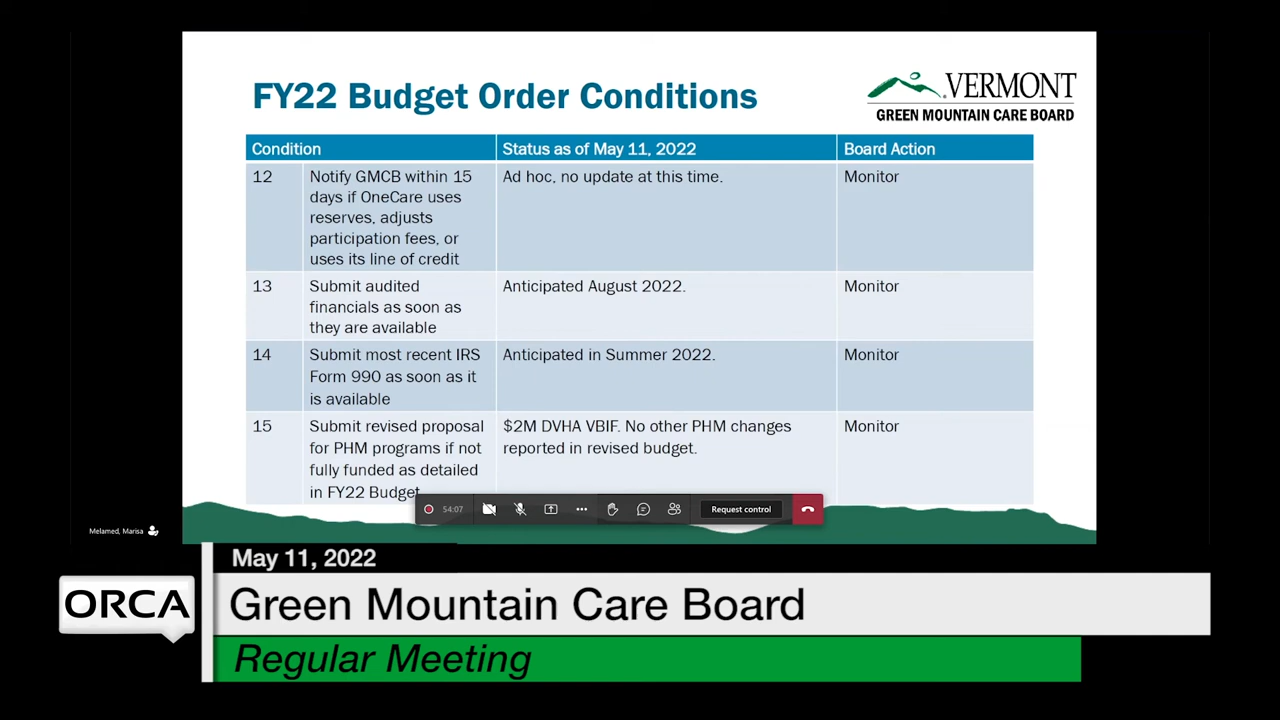 FY22 Budget Order Conditions
VERMONT
GREEN MOUNTAIN CARE BOARD
Condition
Status as of May 11, 2022
Board Action
12
Notify GMCB within 15
days if OneCare uses
reserves, adjusts
participation fees, or
uses its line of credit
Ad hoc, no update at this time.
Monitor
13
Submit audited
financials as soon as
they are available
Anticipated August 2022.
Monitor
14
Submit most recent IRS
Form 990 as soon as it
is available
Anticipated in Summer 2022.
Monitor
15
Submit revised proposal
for PHM programs if not
fully funded as detailed
in FY22 Budget
$2M DVHA VBIF. No other PHM changes
reported in revised budget.
Monitor
54:07
Request control
Melamed, Marisa
May 11, 2022
ORCA
Green Mountain Care Board
Regular Meeting